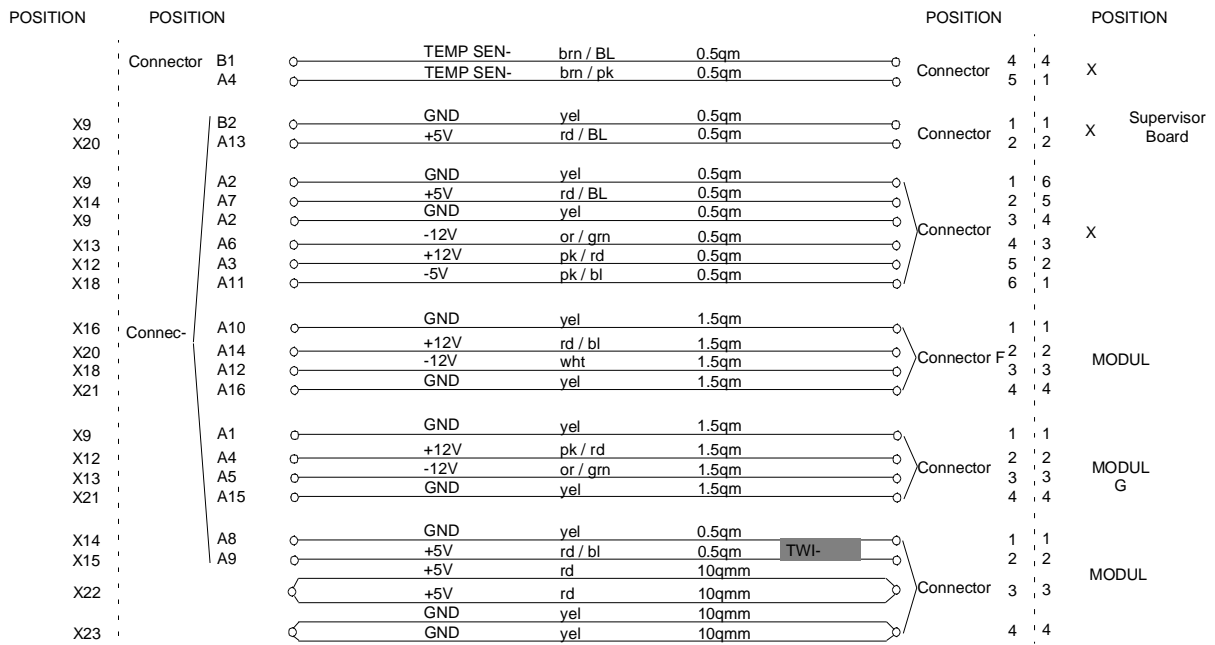 POSITION POSITION POSITION POSITION
Connector B1 TEMP SEN- brn / BL 0.5qm Connector 4 4 X
A4 TEMP SEN- brn / pk 0.5qm 5 1
X9 B2 GND yel 0.5qm Connector 1 1 X Supervisor
X20 A13 +5V rd / BL 0.5qm 2 2 Board
X9 A2 GND yel 0.5qm 1 6
X14 A7 +5V rd / BL 0.5qm 2 5
X9 A2 GND yel 0.5qm Connector 3 4 X
X13 A6 -12V or / grn 0.5qm 4 3
X12 A3 +12V pk / rd 0.5qm 5 2
X18 A11 -5V pk / bl 0.5qm 6 1
X16 Connec- A10 GND yel 1.5qm 1 1
X20 A14 +12V rd / bl 1.5qm Connector F 2 2 MODUL
X18 A12 -12V wht 1.5qm 3 3
X21 A16 GND yel 1.5qm 4 4
X9 A1 GND yel 1.5qm 1 1
X12 A4 +12V pk / rd 1.5qm Connector 2 2 MODUL
X13 A5 -12V or / grn 1.5qm 3 3 G
X21 A15 GND yel 1.5qm 4 4
X14 A8 GND yel 0.5qm 1 1
X15 A9 +5V rd / bl 0.5qm TWI- 2 2 MODUL
+5V rd 10qmm
X22 +5V rd 10qmm Connector 3 3
GND yel 10qmm
X23 GND yel 10qmm 4 4